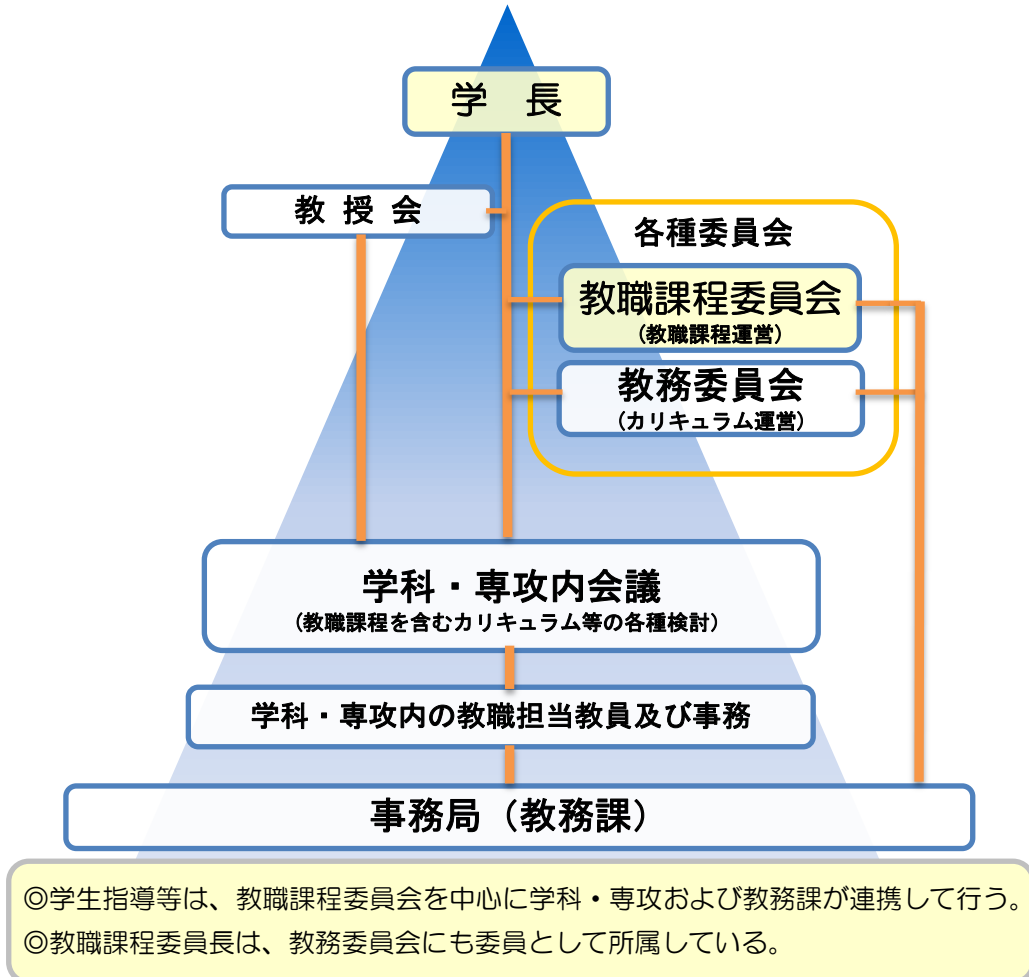 学 長
教 授 会
各種委員会
教職課程委員会
(教職課程運営)
教務委員会
(カリキュラム運営)
学科・専攻内会議
(教職課程を含むカリキュラム等の各種検討)
学科・専攻内の教職担当教員及び事務
事務局(教務課)
◎学生指導等は、教職課程委員会を中心に学科・専攻および教務課が連携して行う。
◎教職課程委員長は、教務委員会にも委員として所属している。